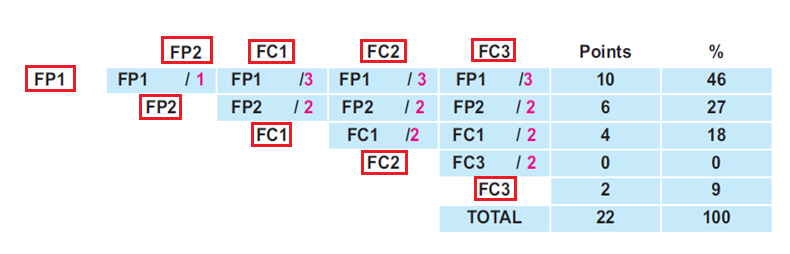 FP2 FC1 FC2 FC3 Points %
FP1 FP1 / 1 FP1 /3 FP1 / 3 FP1 /3 10 46
FP2 FP2 / 2 FP2 / 2 FP2 / 2 6 27
FC1 FC1 /2 FC1 / 2 4 18
FC2 FC3 / 2 0 0
FC3 2 9
TOTAL 22 100